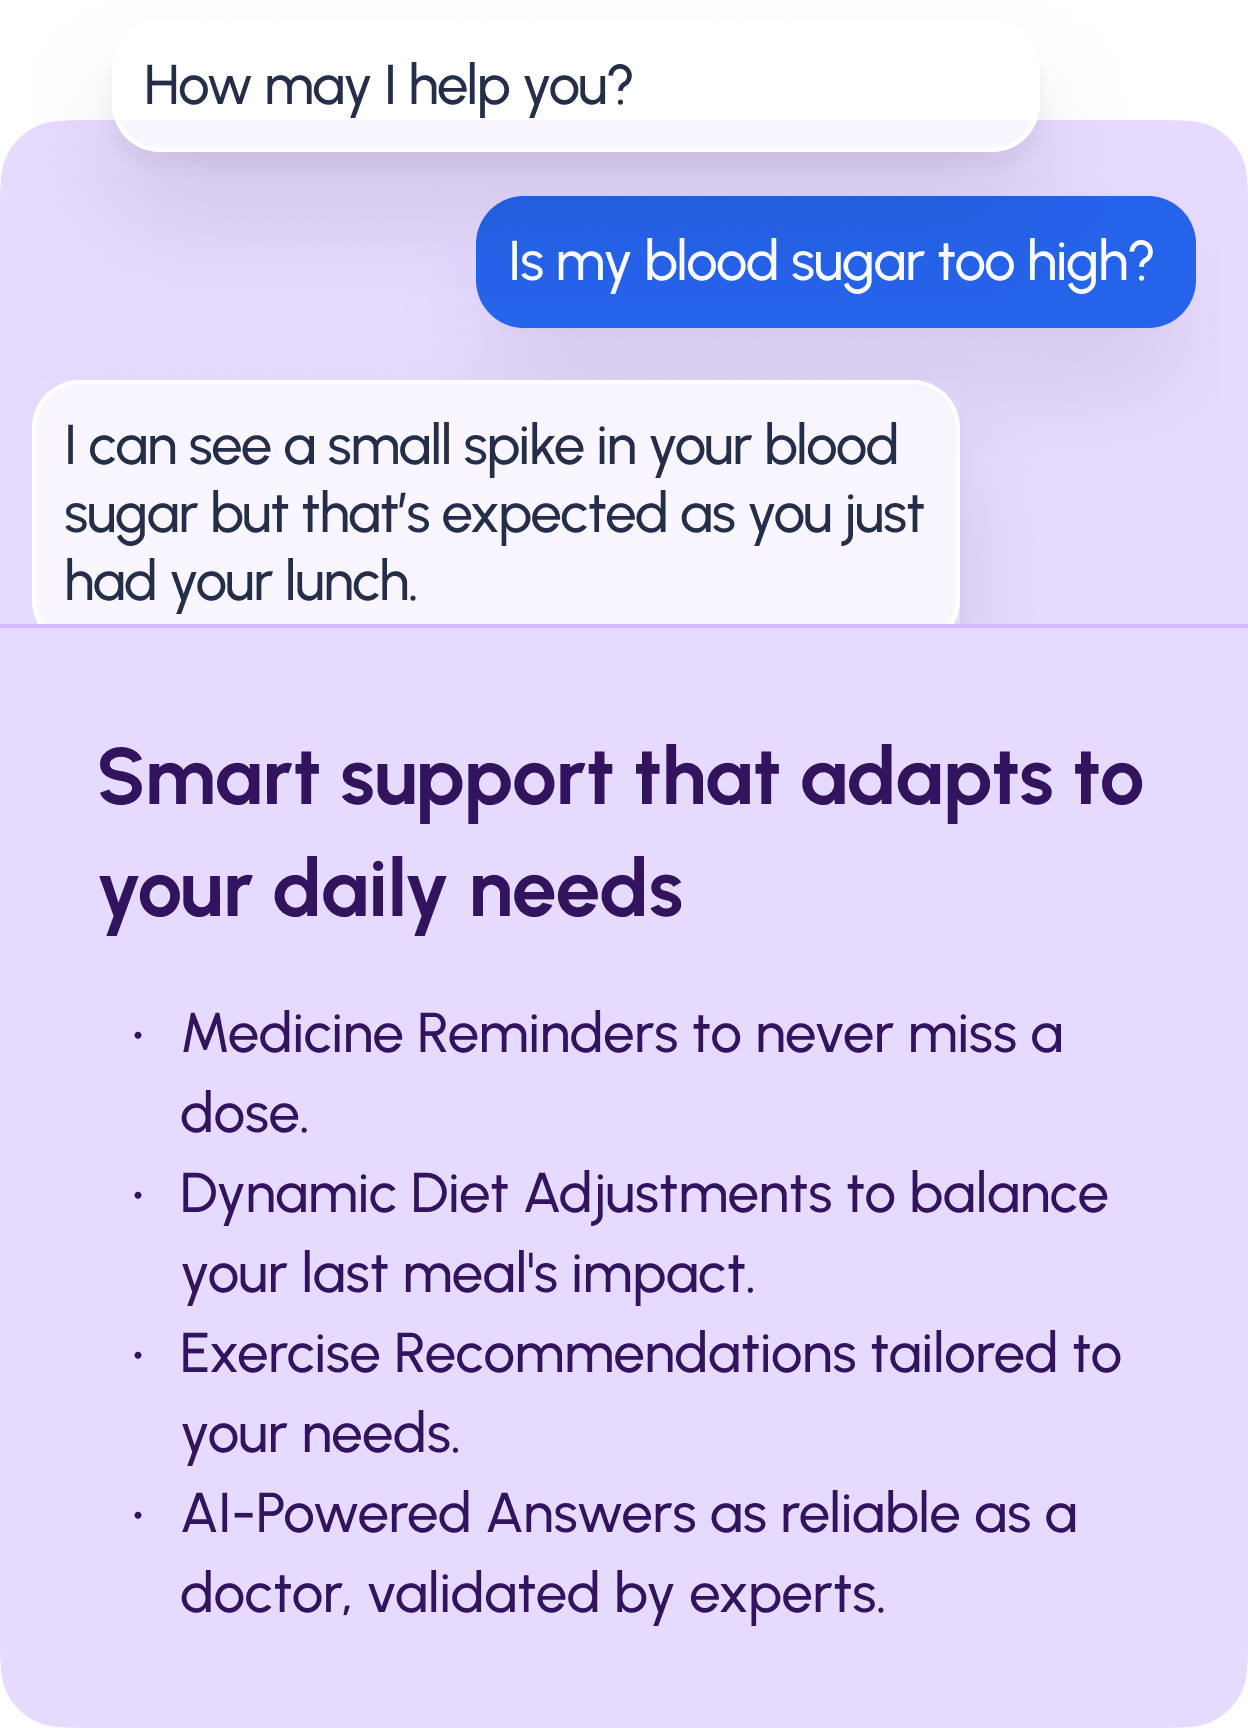 How may I help you?
Is my blood sugar too high?
I can see a small spike in your blood
sugar but that’s expected as you just
had your lunch.
Smart support that adapts to
your daily needs
· Medicine Reminders to never miss a
dose.
· Dynamic Diet Adjustments to balance
your last meal's impact.
· Exercise Recommendations tailored to
your needs.
· AI-Powered Answers as reliable as a
doctor, validated by experts.